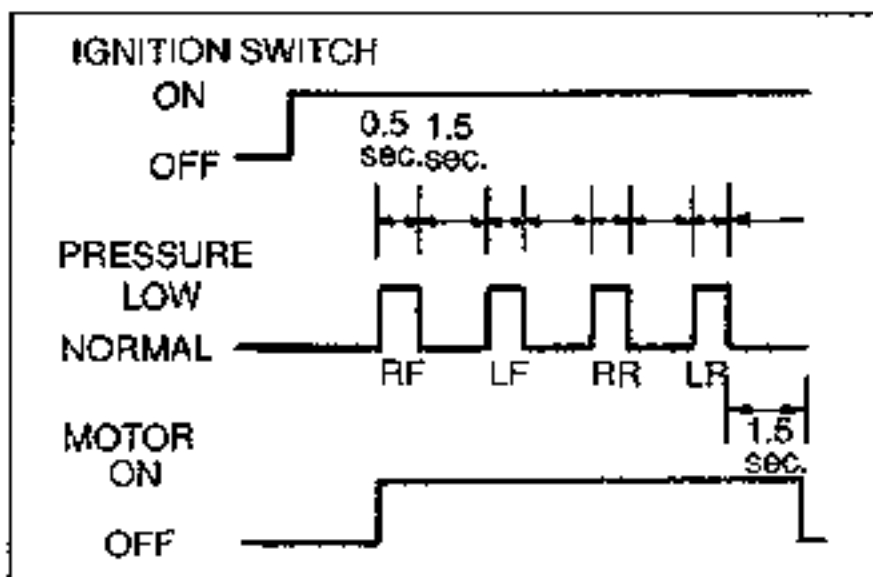 IGNITION SWITCH
ON
OFF
0.5 1.5
sec. sec.
PRESSURE
LOW
NORMAL
RF LF RR LR
1.5
sec.
MOTOR
ON
OFF